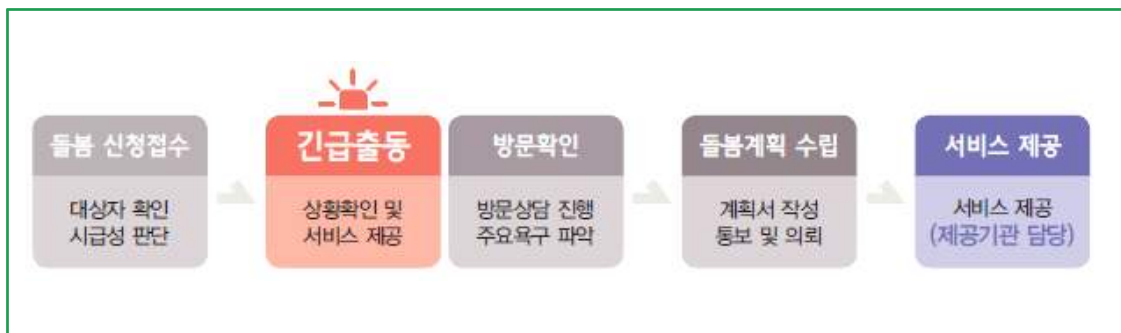 돌봄 신청접수
대상자 확인
시급성 판단
긴급출동
상황확인 및
서비스 제공
방문확인
방문상담 진행
주요욕구 파악
돌봄계획 수립
계획서 작성
통보 및 의뢰
서비스 제공
서비스 제공
(제공기관 담당)